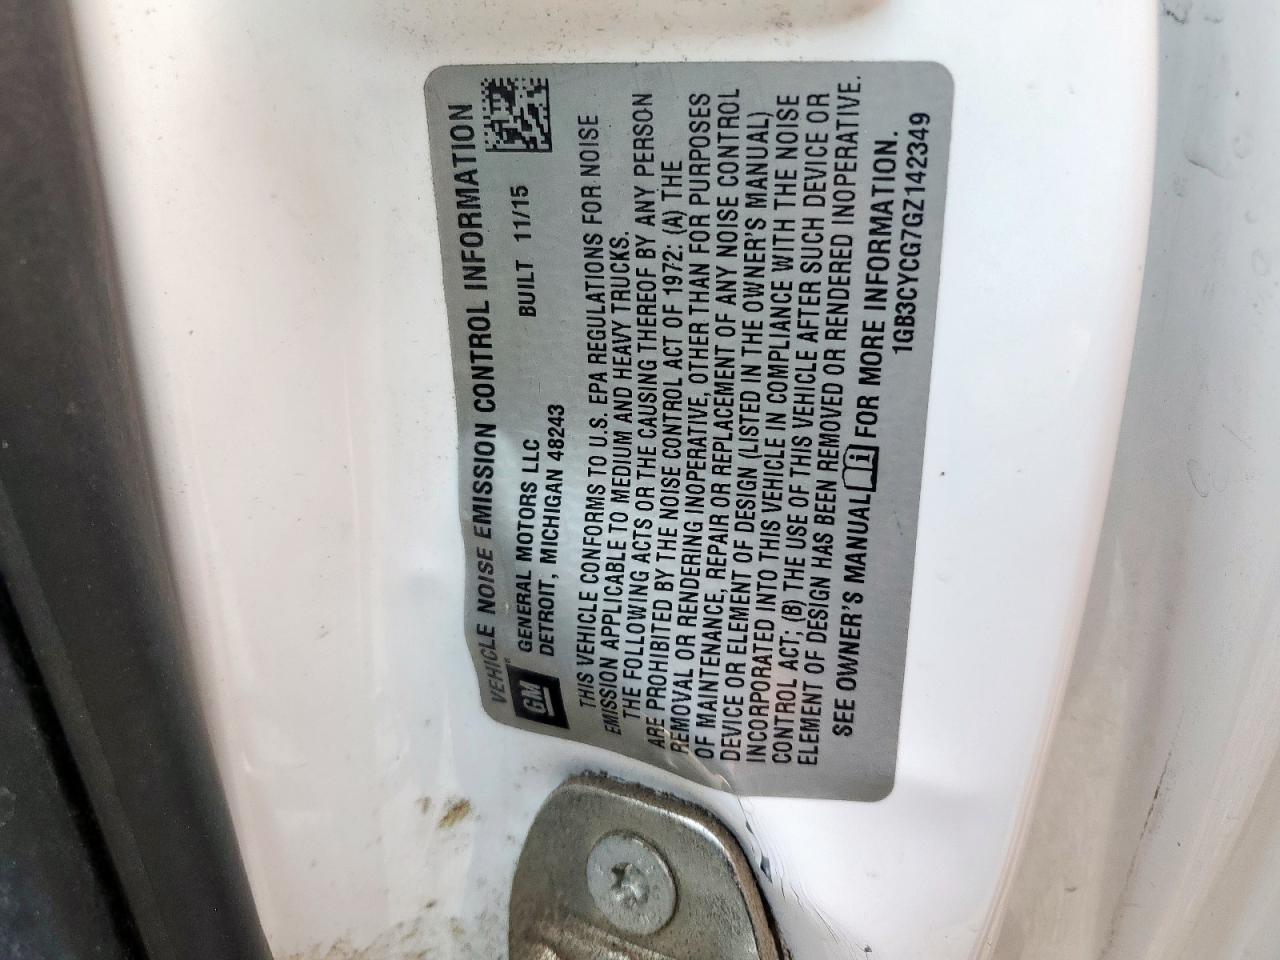 VEHICLE NOISE EMISSION CONTROL INFORMATION
GM
GENERAL MOTORS LLC
DETROIT, MICHIGAN 48243
BUILT 11/15
THIS VEHICLE CONFORMS TO U.S. EPA REGULATIONS FOR NOISE
EMISSION APPLICABLE TO MEDIUM AND HEAVY TRUCKS.
THE FOLLOWING ACTS OR THE CAUSING THEREOF BY ANY PERSON
ARE PROHIBITED BY THE NOISE CONTROL ACT OF 1972: (A) THE
REMOVAL OR RENDERING INOPERATIVE, OTHER THAN FOR PURPOSES
OF MAINTENANCE, REPAIR OR REPLACEMENT OF ANY NOISE CONTROL
DEVICE OR ELEMENT OF DESIGN (LISTED IN THE OWNER'S MANUAL)
INCORPORATED INTO THIS VEHICLE IN COMPLIANCE WITH THE NOISE
CONTROL ACT; (B) THE USE OF THIS VEHICLE AFTER SUCH DEVICE OR
ELEMENT OF DESIGN HAS BEEN REMOVED OR RENDERED INOPERATIVE.
SEE OWNER'S MANUAL FOR MORE INFORMATION.
1GB3CYCG7GZ142349